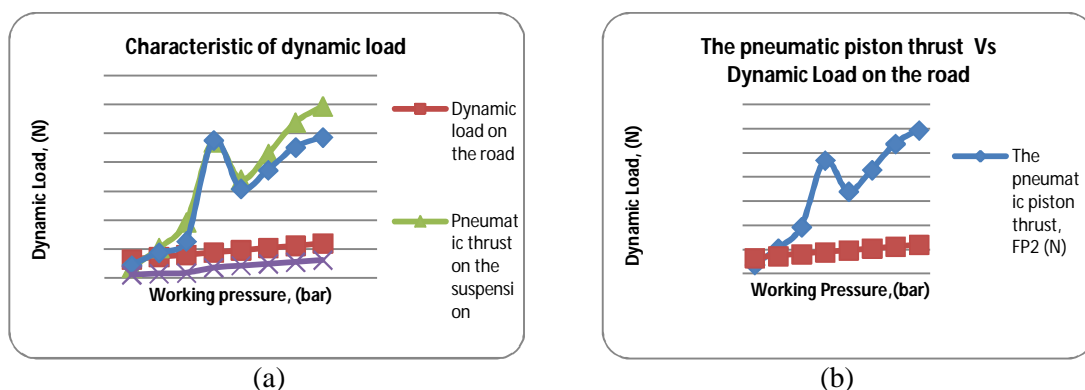 Characteristic of dynamic load
Dynamic Load, (N)
Working pressure, (bar)
Dynamic
load on
the road
Pneumat
ic thrust
on the
suspensi
on
(a)
The pneumatic piston thrust Vs
Dynamic Load on the road
Dynamic Load, (N)
Working Pressure,(bar)
The
pneumat
ic piston
thrust,
FP2 (N)
(b)